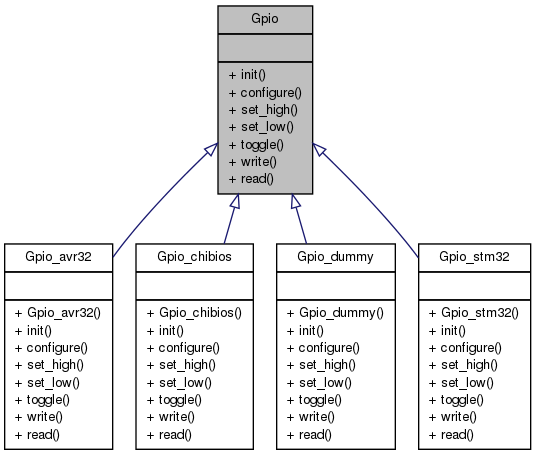 Gpio
+ init()
+ configure()
+ set_high()
+ set_low()
+ toggle()
+ write()
+ read()
Gpio_avr32
+ Gpio_avr32()
+ init()
+ configure()
+ set_high()
+ set_low()
+ toggle()
+ write()
+ read()
Gpio_chibios
+ Gpio_chibios()
+ init()
+ configure()
+ set_high()
+ set_low()
+ toggle()
+ write()
+ read()
Gpio_dummy
+ Gpio_dummy()
+ init()
+ configure()
+ set_high()
+ set_low()
+ toggle()
+ write()
+ read()
Gpio_stm32
+ Gpio_stm32()
+ init()
+ configure()
+ set_high()
+ set_low()
+ toggle()
+ write()
+ read()